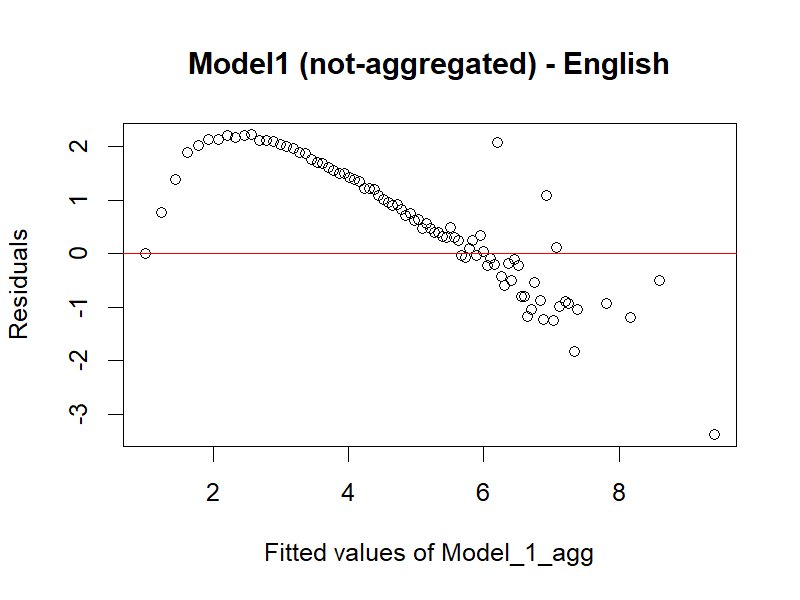 Model1 (not-aggregated) - English
2
1
0
-1
-2
-3
Residuals
2 4 6 8
Fitted values of Model_1_agg